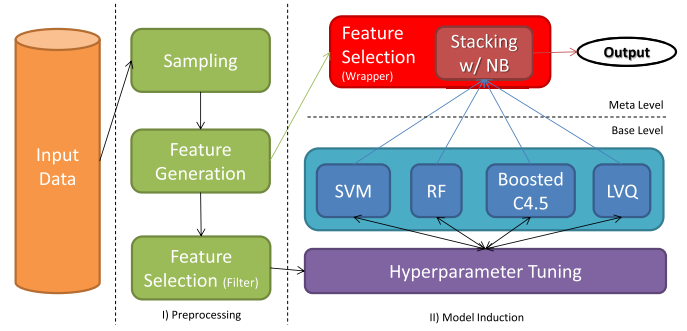 Input
Data
Sampling
Feature
Generation
Feature
Selection (Filter)
I) Preprocessing
Feature
Selection
(Wrapper)
Stacking
w/ NB
Output
Meta Level
Base Level
SVM
RF
Boosted
C4.5
LVQ
Hyperparameter Tuning
II) Model Induction